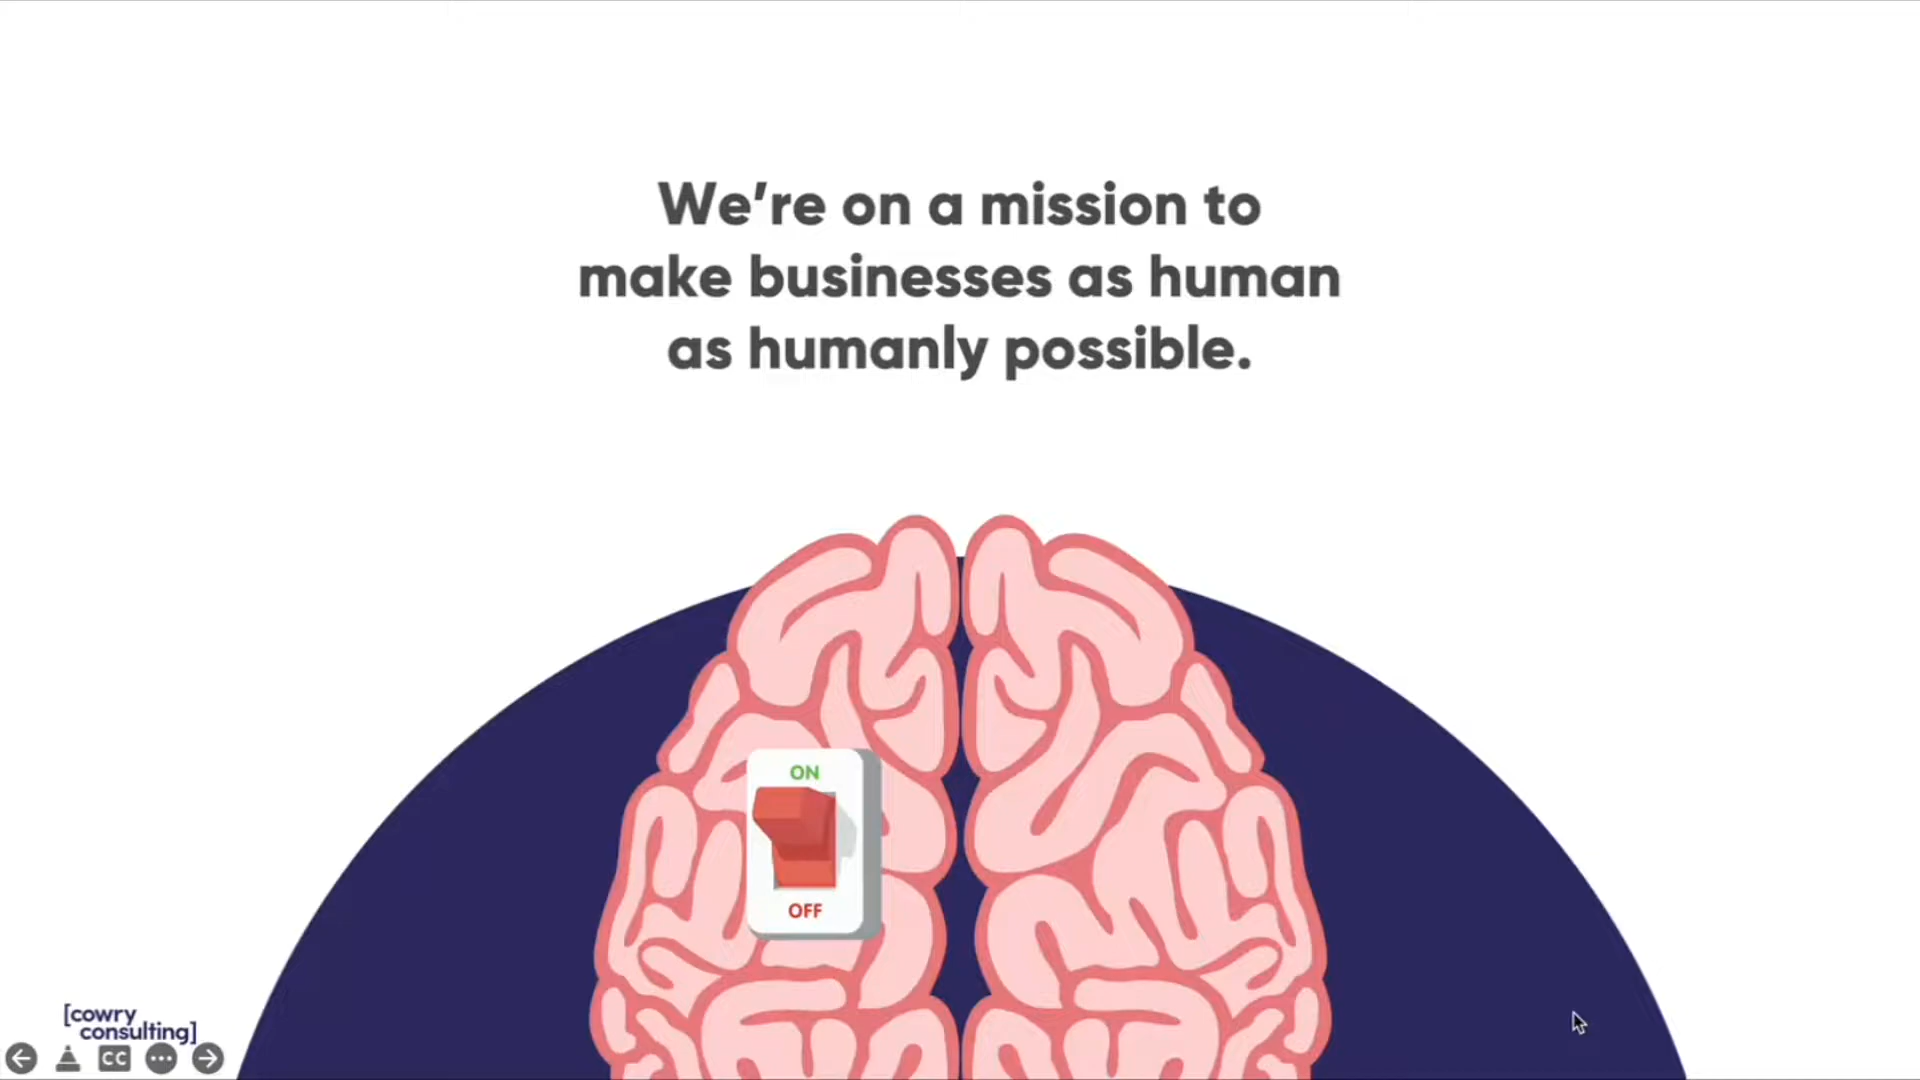 We’re on a mission to
make businesses as human
as humanly possible.
ON
OFF
[cowry
consulting]
CC